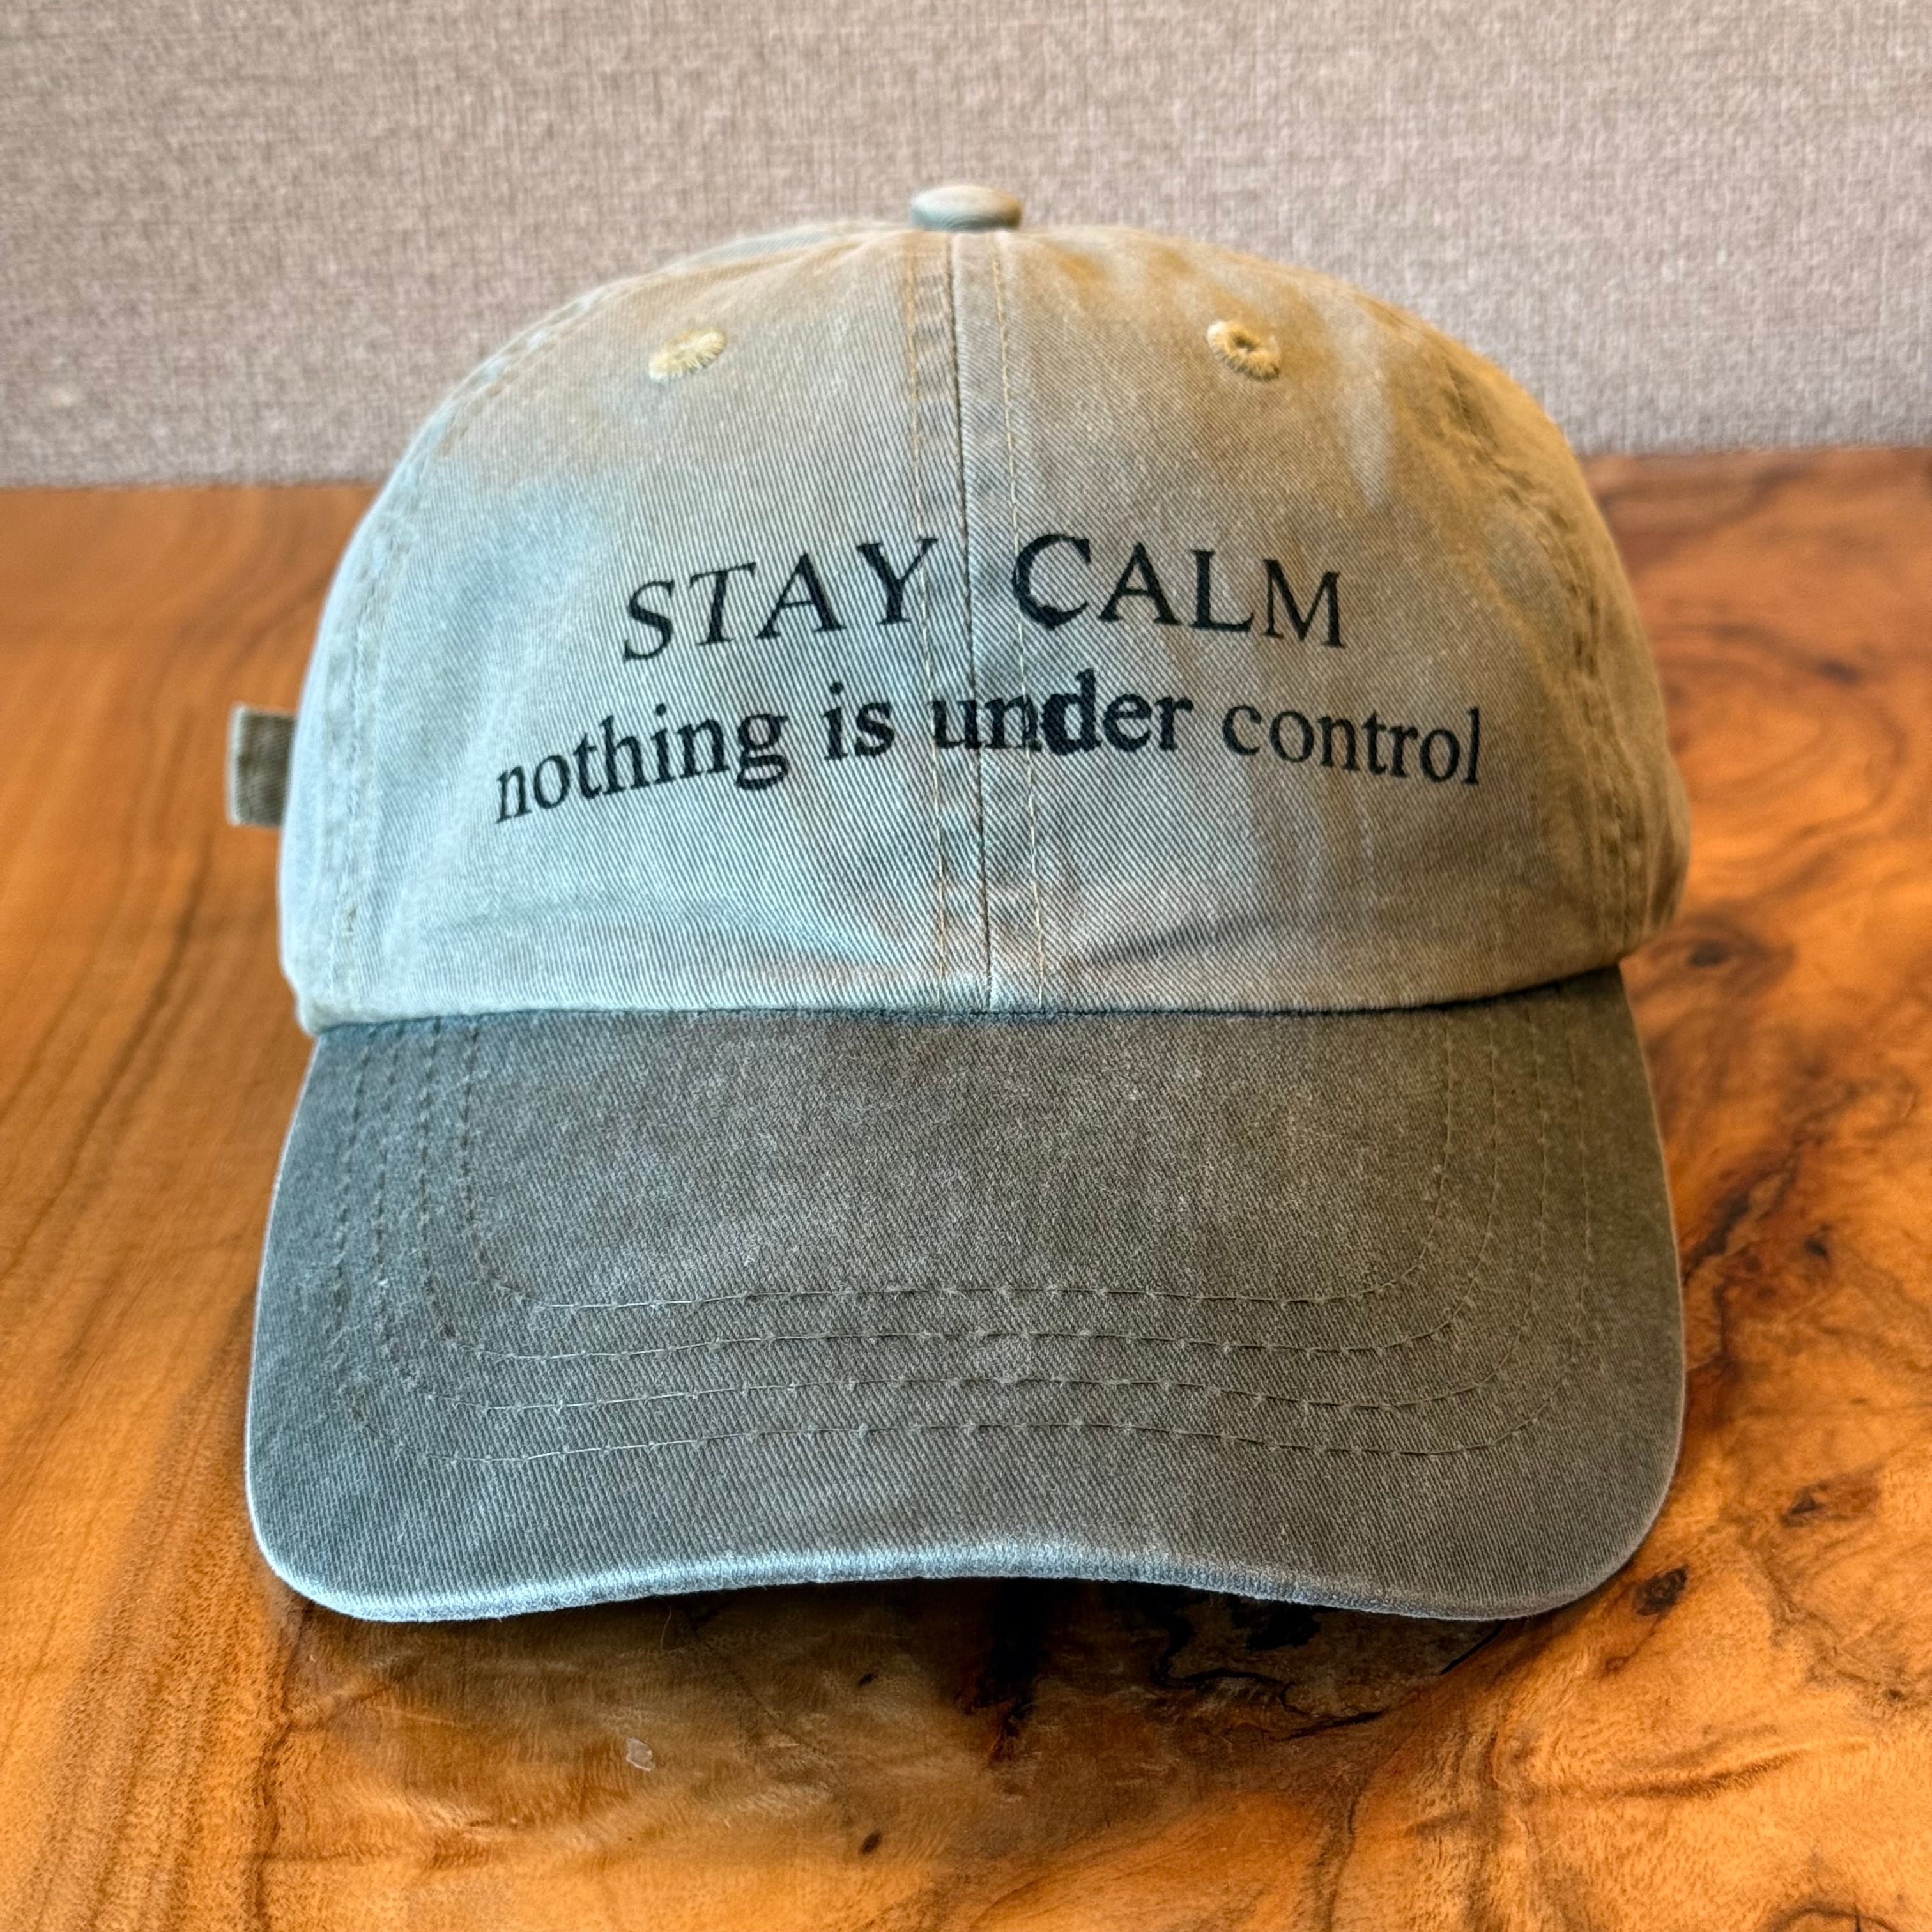 STAY CALM
nothing is under control